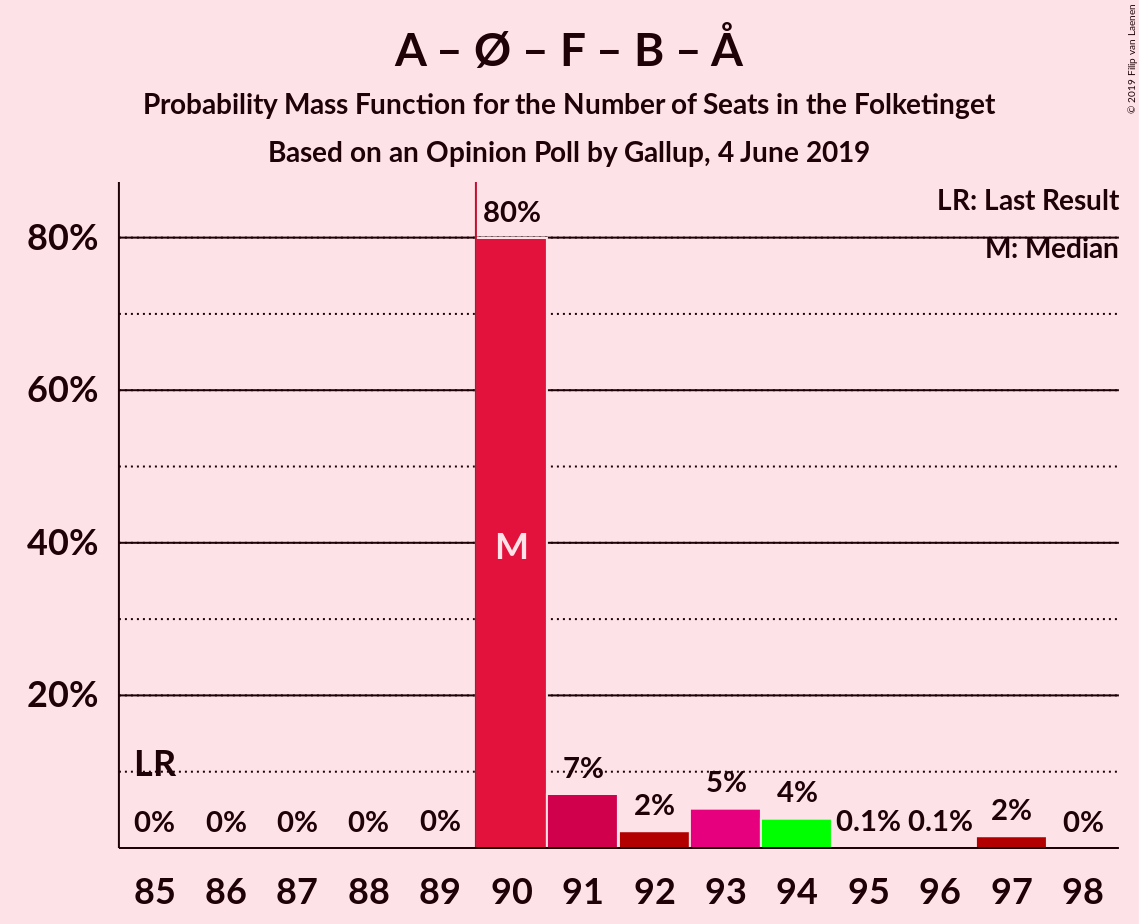 A – Ø – F – B – Å
Probability Mass Function for the Number of Seats in the Folketinget
Based on an Opinion Poll by Gallup, 4 June 2019
© 2019 Filip van Laenen
LR: Last Result
M: Median
80%
60%
40%
20%
80%
M
LR
0% 0% 0% 0% 0% 7% 2% 5% 4% 0.1% 0.1% 2% 0%
85 86 87 88 89 90 91 92 93 94 95 96 97 98